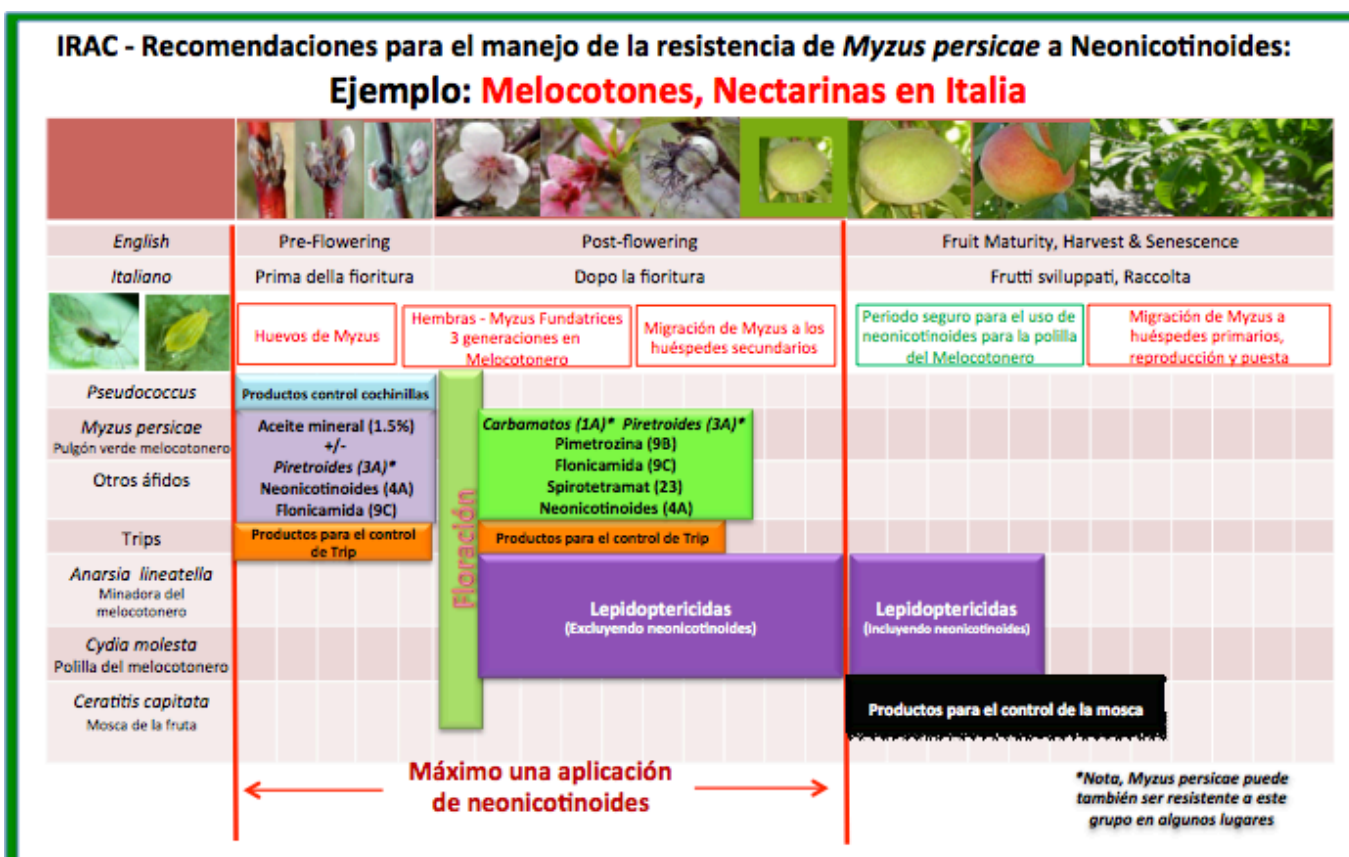 IRAC - Recomendaciones para el manejo de la resistencia de Myzus persicae a Neonicotinoides:
Ejemplo: Melocotones, Nectarinas en Italia
English
Pre-Flowering
Post-flowering
Fruit Maturity, Harvest & Senescence
Italiano
Prima della fioritura
Dopo la fioritura
Frutti sviluppati, Raccolta
Huevos de Myzus
Hembras - Myzus Fundatrices
3 generaciones en
Melocotonero
Migración de Myzus a los
huéspedes secundarios
Periodo seguro para el uso de
neonicotinoides para la polilla
del Melocotonero
Migración de Myzus a
huéspedes primarios,
reproducción y puesta
Pseudococcus
Productos control cochinillas
Myzus persicae
Pulgón verde melocotonero
Otros áfidos
Aceite mineral (1.5%)
+/-
Piretroides (3A)*
Neonicotinoides (4A)
Flonicamida (9C)
Floración
Carbamatos (1A)* Piretroides (3A)*
Pimetrozina (9B)
Flonicamida (9C)
Spirotetramat (23)
Neonicotinoides (4A)
Trips
Productos para el control
de Trip
Productos para el control de Trip
Anarsia lineatella
Minadora del
melocotonero
Cydia molesta
Polilla del melocotonero
Lepidoptericidas
(Excluyendo neonicotinoides)
Lepidoptericidas
(Incluyendo neonicotinoides)
Ceratitis capitata
Mosca de la fruta
Productos para el control de la mosca
Máximo una aplicación
de neonicotinoides
*Nota, Myzus persicae puede
también ser resistente a este
grupo en algunos lugares